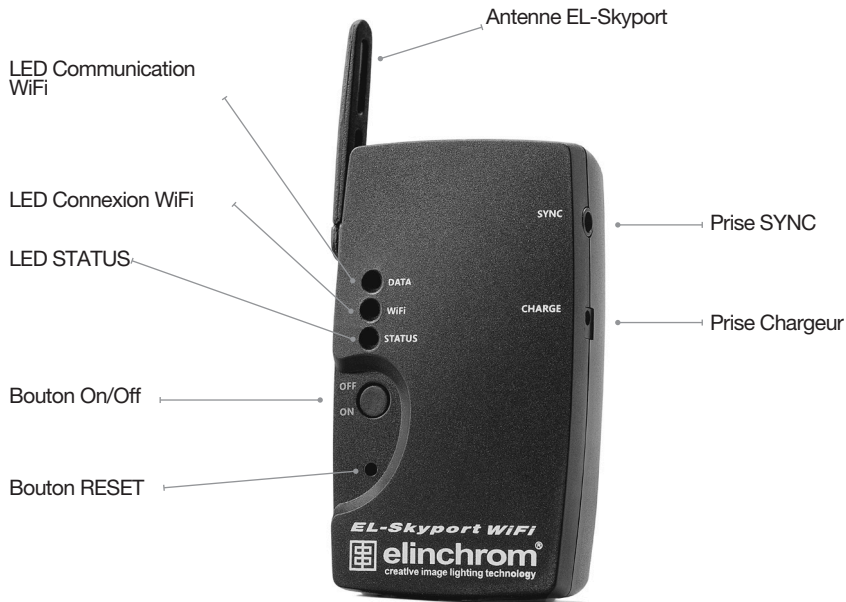 Antenne EL-Skyport
LED Communication
WiFi
LED Connexion WiFi
LED STATUS
Bouton On/Off
Bouton RESET
SYNC
CHARGE
DATA
WiFi
STATUS
OFF
ON
EL-Skyport WiFi
elinchrom®
creative image lighting technology
Prise SYNC
Prise Chargeur